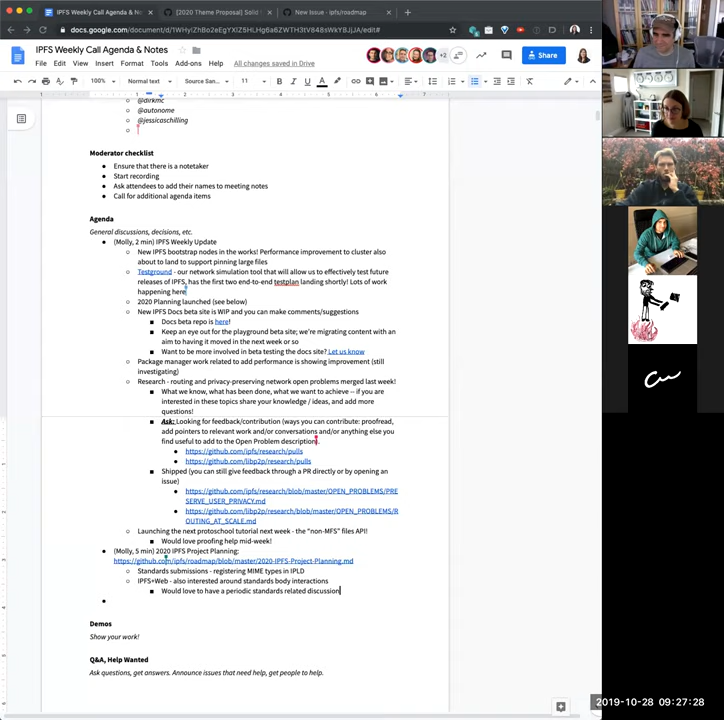 IPFS Weekly Call Agenda & N
[2020 Theme Proposal] Solid
New Issue · ipfs/roadmap
IPFS Weekly Call Agenda & Notes
File Edit View Insert Format Tools Add-ons Help All changes saved in Drive
+2
Share
100% Normal text Source San... 11
@dirkmc
@autonome
@jessicaschilling
Moderator checklist
Ensure that there is a notetaker
Start recording
Ask attendees to add their names to meeting notes
Call for additional agenda items
Agenda
General discussions, decisions, etc.
(Molly, 2 min) IPFS Weekly Update
New IPFS bootstrap nodes in the works! Performance improvement to cluster also
about to land to support pinning large files
Testground - our network simulation tool that will allow us to effectively test future
releases of IPFS, has the first two end-to-end testplan landing shortly! Lots of work
happening here
2020 Planning launched (see below)
New IPFS Docs beta site is WIP and you can make comments/suggestions
Docs beta repo is here!
Keep an eye out for the playground beta site; we're migrating content with an
aim to having it moved in the next week or so
Want to be more involved in beta testing the docs site? Let us know
Package manager work related to add performance is showing improvement (still
investigating)
Research - routing and privacy-preserving network open problems merged last week!
What we know, what has been done, what we want to achieve -- if you are
interested in these topics share your knowledge / ideas, and add more
questions!
Ask: Looking for feedback/contribution (ways you can contribute: proofread,
add pointers to relevant work and/or conversations and/or anything else you
find useful to add to the Open Problem description).
https://github.com/ipfs/research/pulls
https://github.com/libp2p/research/pulls
Shipped (you can still give feedback through a PR directly or by opening an
issue)
https://github.com/ipfs/research/blob/master/OPEN_PROBLEMS/PRE
SERVE_USER_PRIVACY.md
https://github.com/libp2p/research/blob/master/OPEN_PROBLEMS/R
OUTING_AT_SCALE.md
Launching the next protoschool tutorial next week - the "non-MFS" files API!
Would love proofing help mid-week!
(Molly, 5 min) 2020 IPFS Project Planning:
https://github.com/ipfs/roadmap/blob/master/2020-IPFS-Project-Planning.md
Standards submissions - registering MIME types in IPLD
IPFS+Web - also interested around standards body interactions
Would love to have a periodic standards related discussion
Demos
Show your work!
Q&A, Help Wanted
Ask questions, get answers. Announce issues that need help, get people to help.
2019-10-28 09:27:28